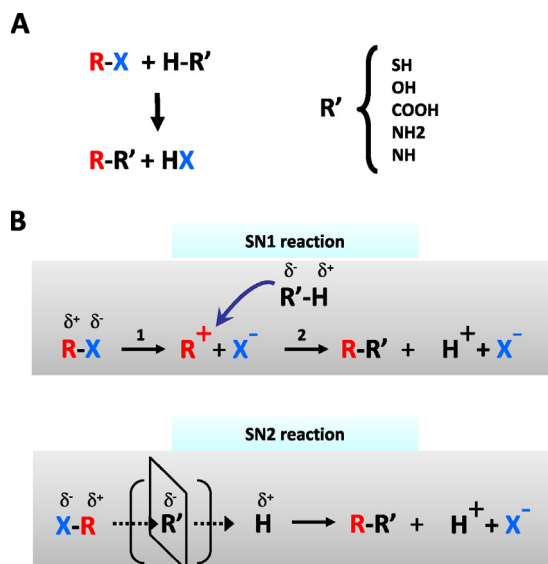 A
R-X + H-R'
R-R' + HX
R'
SH
OH
COOH
NH2
NH
B
SN1 reaction
δ- δ+
R'-H
δ+ δ-
R-X 1 R+ + X- 2 R-R' + H+ + X-
SN2 reaction
δ- δ+ δ- δ+
X-R R' H R-R' + H+ + X-